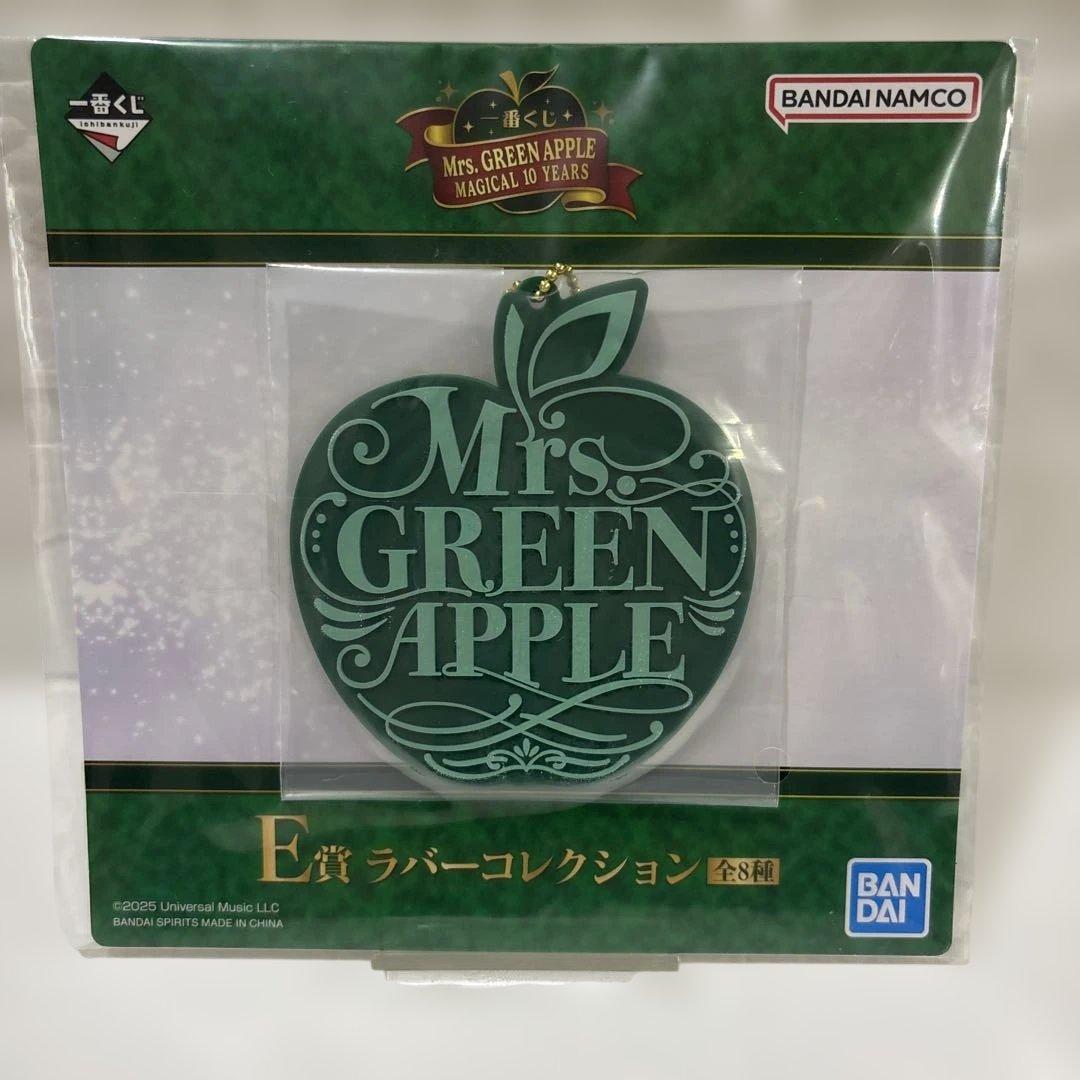 一番くじ
ichibankuji
一番くじ
Mrs. GREEN APPLE
MAGICAL 10 YEARS
BANDAI NAMCO
Mrs.
GREEN
APPLE
E賞 ラバーコレクション 全8種
©2025 Universal Music LLC
BANDAI SPIRITS MADE IN CHINA
BAN
DAI